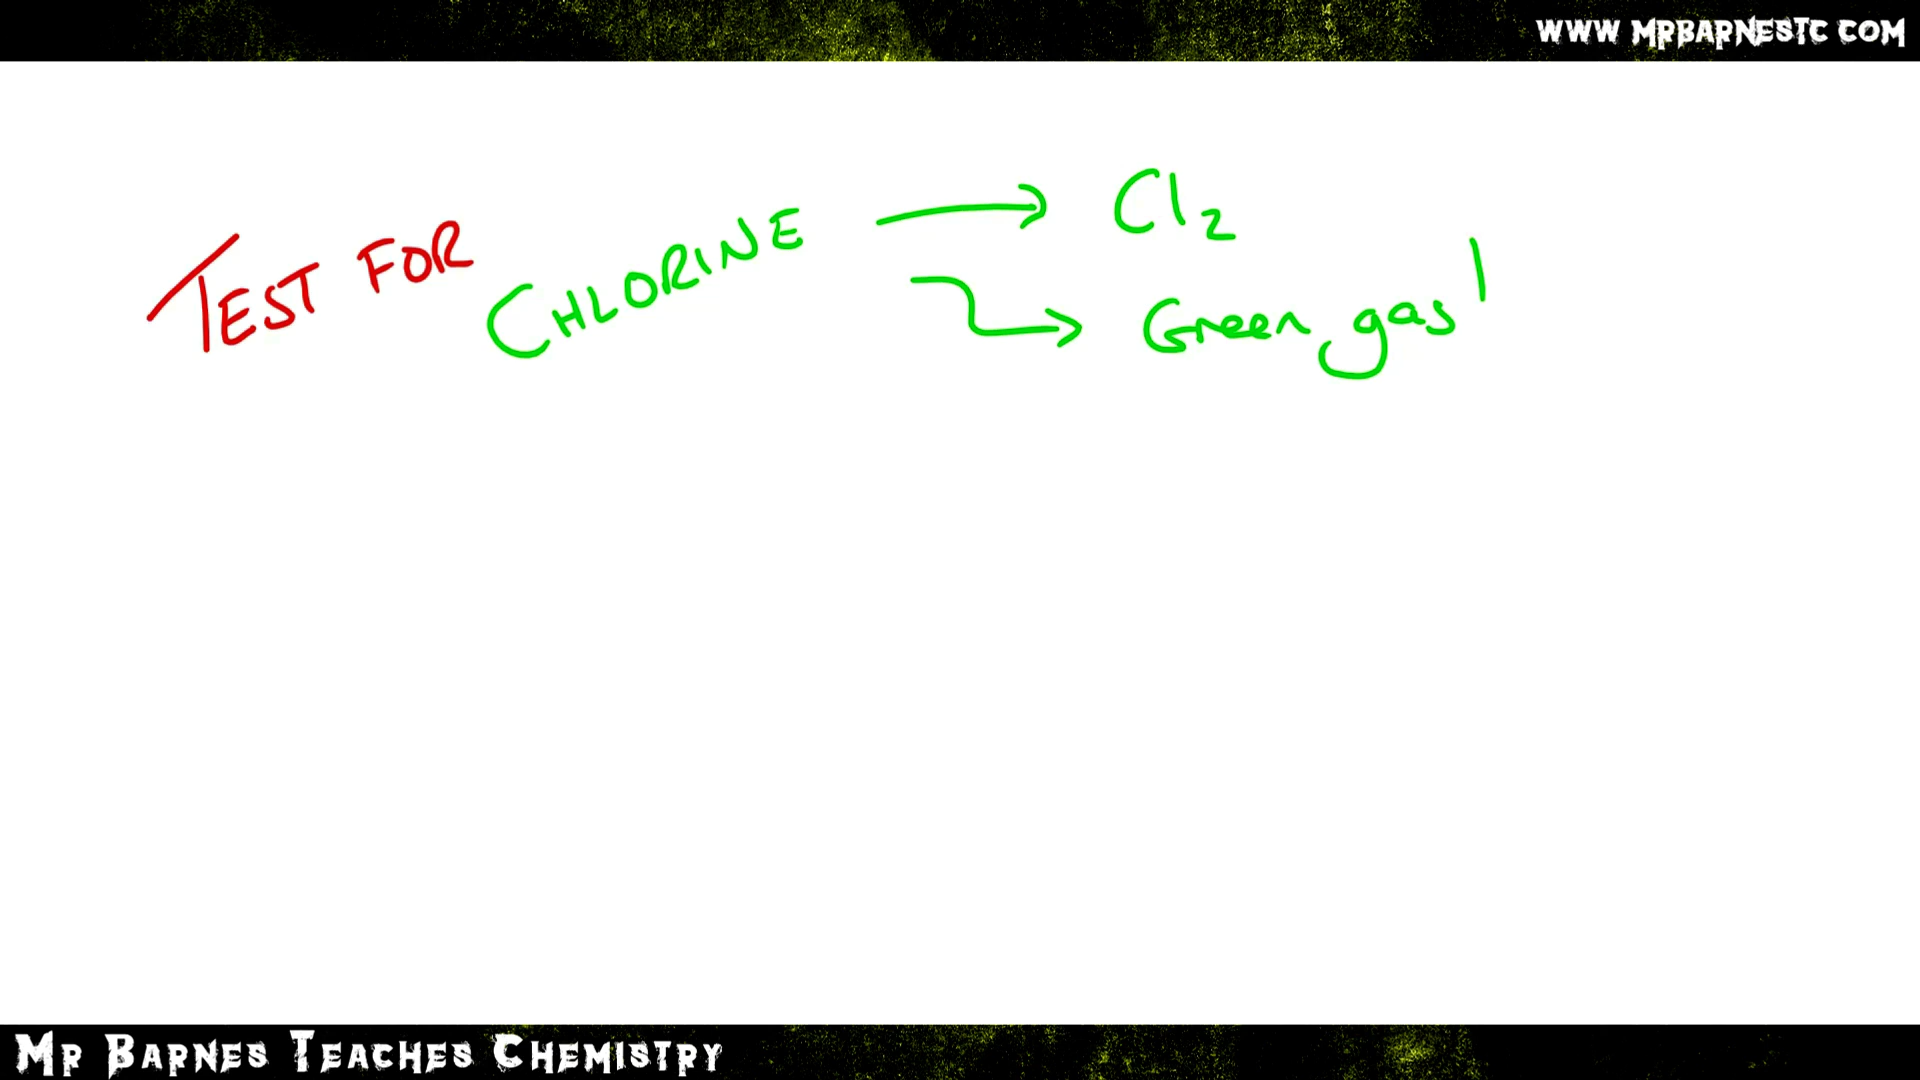 WWW MRBARNESTC COM
TEST FOR CHLORINE → Cl₂
Green gas
MR BARNES TEACHES CHEMISTRY